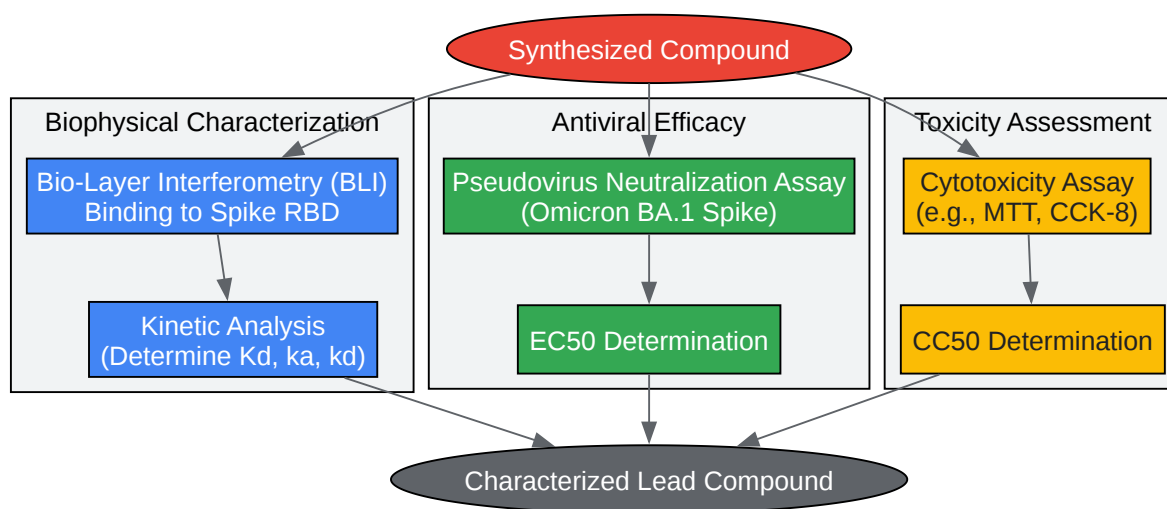 Synthesized Compound
Biophysical Characterization
Antiviral Efficacy
Toxicity Assessment
Bio-Layer Interferometry (BLI)
Binding to Spike RBD
Pseudovirus Neutralization Assay
(Omicron BA.1 Spike)
Cytotoxicity Assay
(e.g., MTT, CCK-8)
Kinetic Analysis
(Determine Kd, ka, kd)
EC50 Determination
CC50 Determination
Characterized Lead Compound